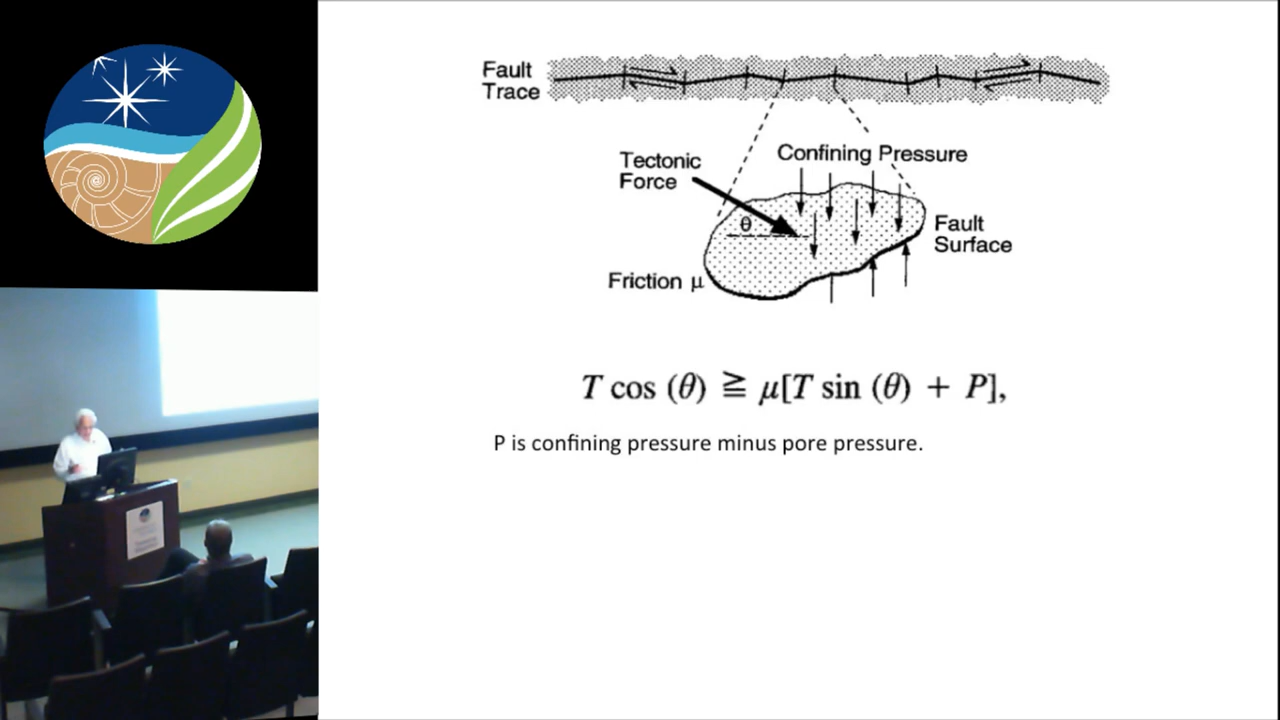 Fault
Trace
Tectonic
Force
Confining Pressure
θ
Fault
Surface
Friction μ
T cos (θ) ≧ μ[T sin (θ) + P],
P is confining pressure minus pore pressure.